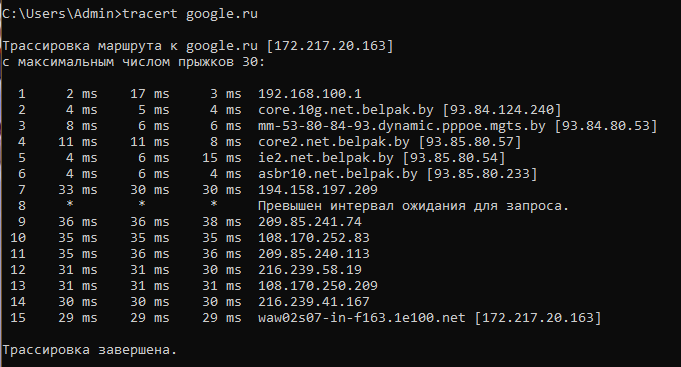 C:\Users\Admin>tracert google.ru
Трассировка маршрута к google.ru [172.217.20.163]
с максимальным числом прыжков 30:
1 2 ms 17 ms 3 ms 192.168.100.1
2 4 ms 5 ms 4 ms core.10g.net.belpak.by [93.84.124.240]
3 8 ms 6 ms 6 ms mm-53-80-84-93.dynamic.pppoe.mgts.by [93.84.80.53]
4 11 ms 11 ms 8 ms core2.net.belpak.by [93.85.80.57]
5 4 ms 6 ms 15 ms ie2.net.belpak.by [93.85.80.54]
6 4 ms 6 ms 4 ms asbr10.net.belpak.by [93.85.80.233]
7 33 ms 30 ms 30 ms 194.158.197.209
8 * * * Превышен интервал ожидания для запроса.
9 36 ms 36 ms 38 ms 209.85.241.74
10 35 ms 35 ms 35 ms 108.170.252.83
11 35 ms 36 ms 36 ms 209.85.240.113
12 31 ms 31 ms 30 ms 216.239.58.19
13 31 ms 31 ms 31 ms 108.170.250.209
14 30 ms 30 ms 30 ms 216.239.41.167
15 29 ms 29 ms 29 ms waw02s07-in-f163.1e100.net [172.217.20.163]
Трассировка завершена.